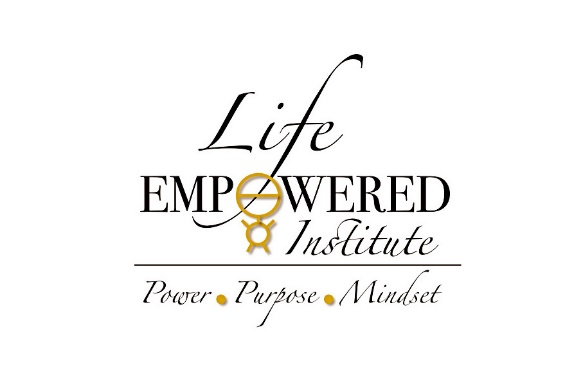 Life
EMPOWERED
Institute
Power • Purpose • Mindset